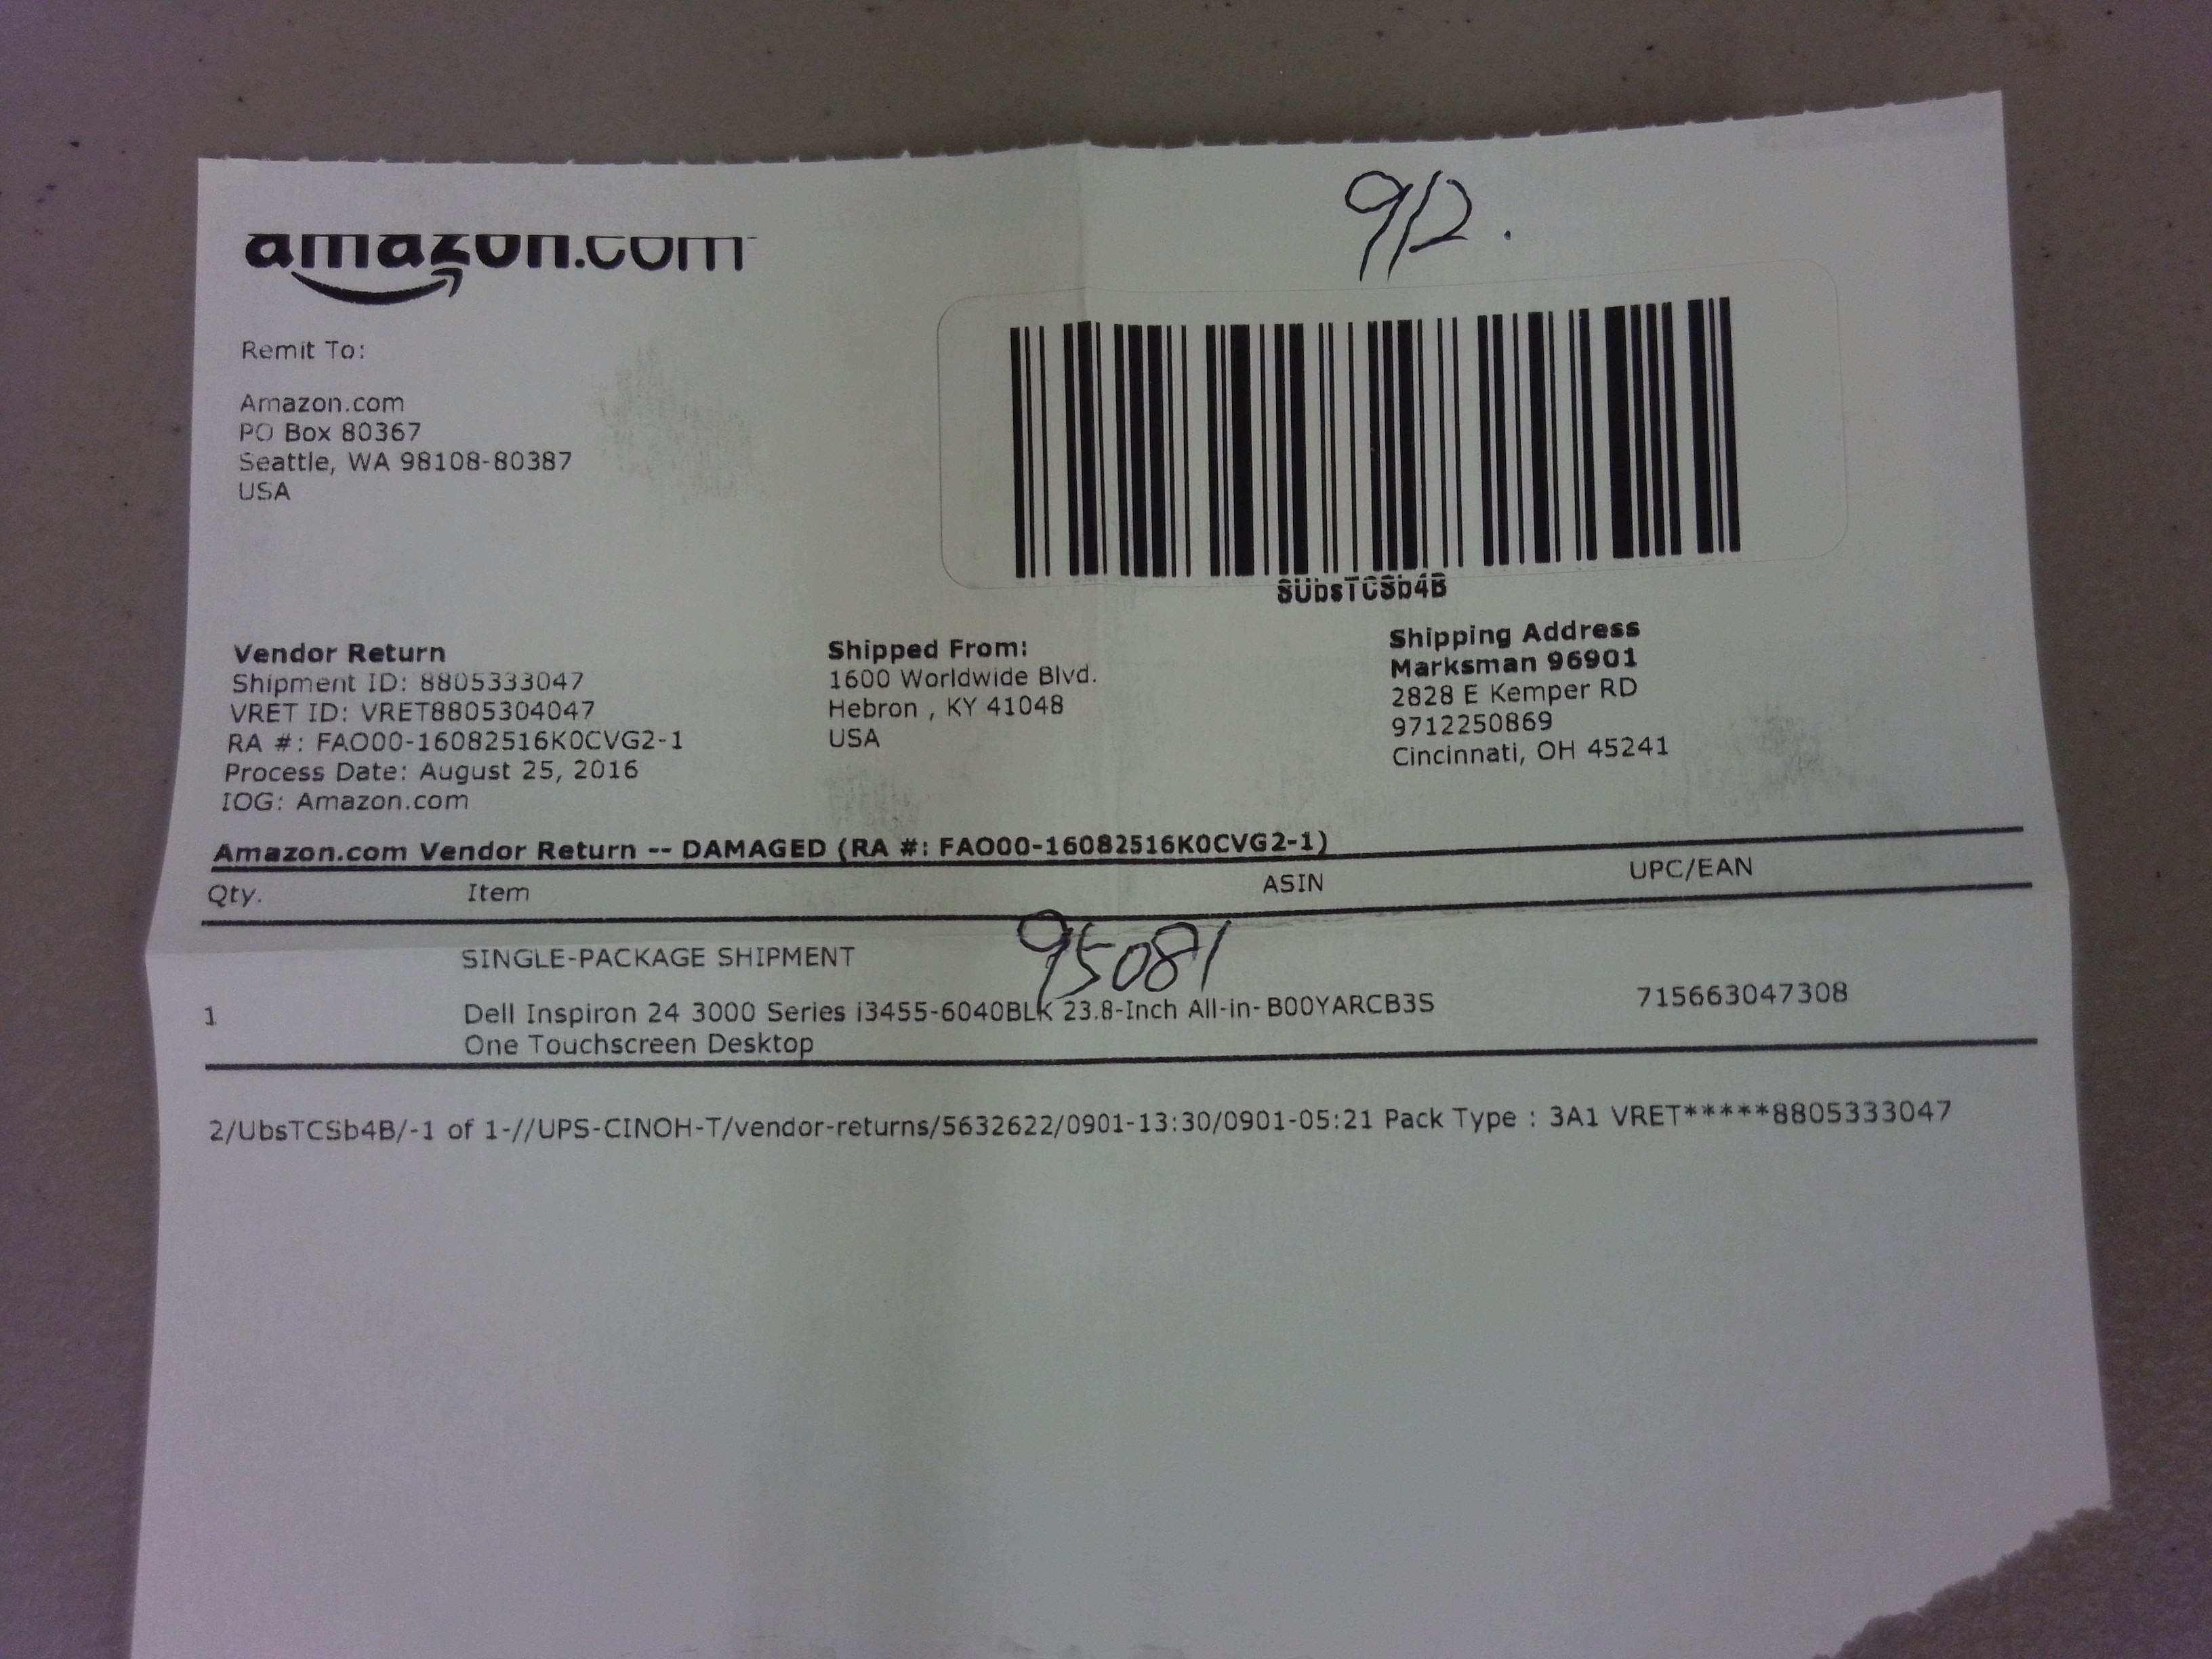 amazon.com
9/2.
Remit To:
Amazon.com
PO Box 80367
Seattle, WA 98108-80387
USA
SUbsTCSb4B
Vendor Return
Shipment ID: 8805333047
VRET ID: VRET8805304047
RA #: FAO00-16082516K0CVG2-1
Process Date: August 25, 2016
IOG: Amazon.com
Shipped From:
1600 Worldwide Blvd.
Hebron , KY 41048
USA
Shipping Address
Marksman 96901
2828 E Kemper RD
9712250869
Cincinnati, OH 45241
Amazon.com Vendor Return -- DAMAGED (RA #: FAO00-16082516K0CVG2-1)
Qty. Item ASIN UPC/EAN
SINGLE-PACKAGE SHIPMENT
95081
1 Dell Inspiron 24 3000 Series i3455-6040BLK 23.8-Inch All-in- B00YARCB3S 715663047308
One Touchscreen Desktop
2/UbsTCSb4B/-1 of 1-//UPS-CINOH-T/vendor-returns/5632622/0901-13:30/0901-05:21 Pack Type : 3A1 VRET*****8805333047